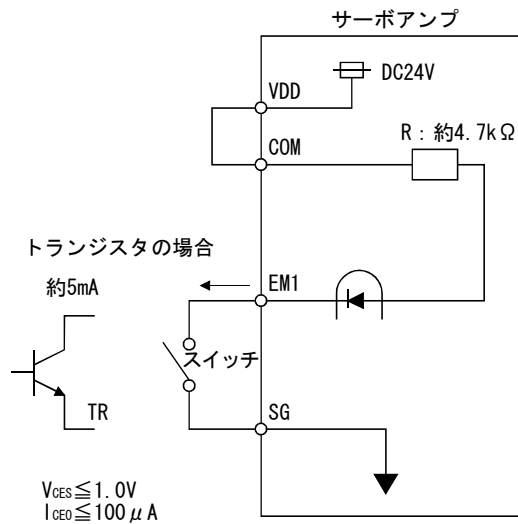 サーボアンプ
DC24V
VDD
R：約4.7kΩ
COM
トランジスタの場合
約5mA
EM1
スイッチ
TR
SG
VCES≦1.0V
ICEO≦100μA